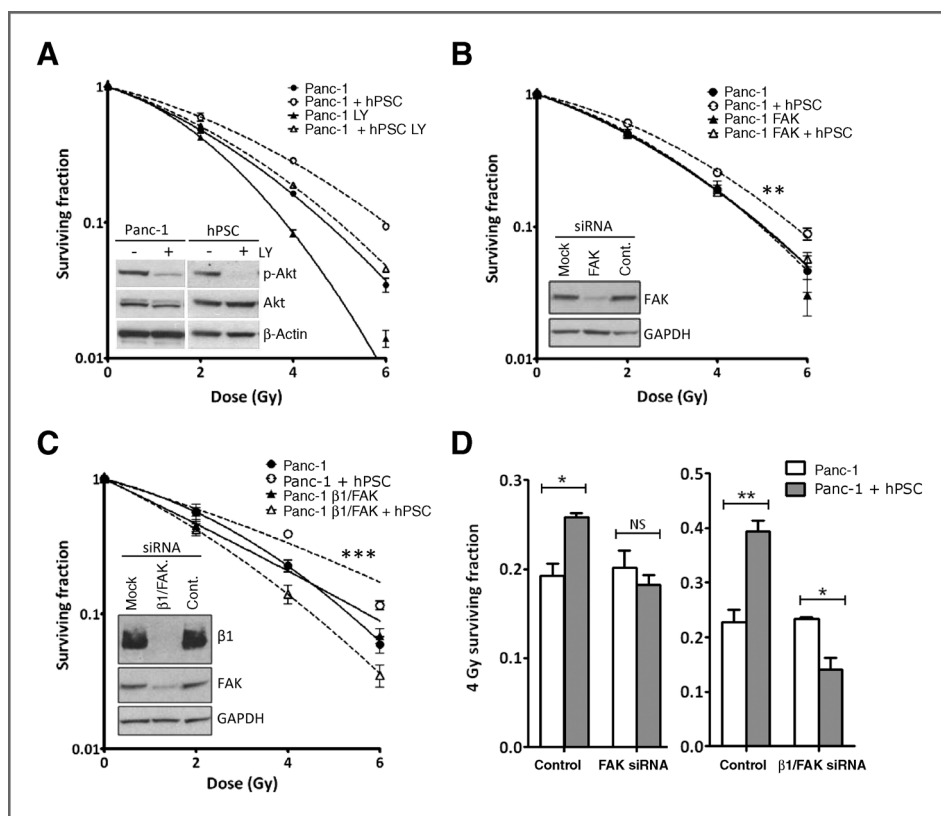 A
Panc-1
Panc-1 + hPSC
Panc-1 LY
Panc-1 + hPSC LY
1
0.1
0.01
Surviving fraction
Panc-1 hPSC
- + - + LY
p-Akt
Akt
β-Actin
0 2 4 6
Dose (Gy)
B
Panc-1
Panc-1 + hPSC
Panc-1 FAK
Panc-1 FAK + hPSC
1
0.1
0.01
Surviving fraction
**
siRNA
Mock FAK Cont.
FAK
GAPDH
0 2 4 6
Dose (Gy)
C
Panc-1
Panc-1 + hPSC
Panc-1 β1/FAK
Panc-1 β1/FAK + hPSC
1
0.1
0.01
Surviving fraction
***
siRNA
Mock β1/FAK. Cont.
β1
FAK
GAPDH
0 2 4 6
Dose (Gy)
D
4 Gy surviving fraction
0.3
0.2
0.1
0.0
*
NS
Control FAK siRNA
0.5
0.4
0.3
0.2
0.1
0.0
Panc-1
Panc-1 + hPSC
**
*
Control β1/FAK siRNA